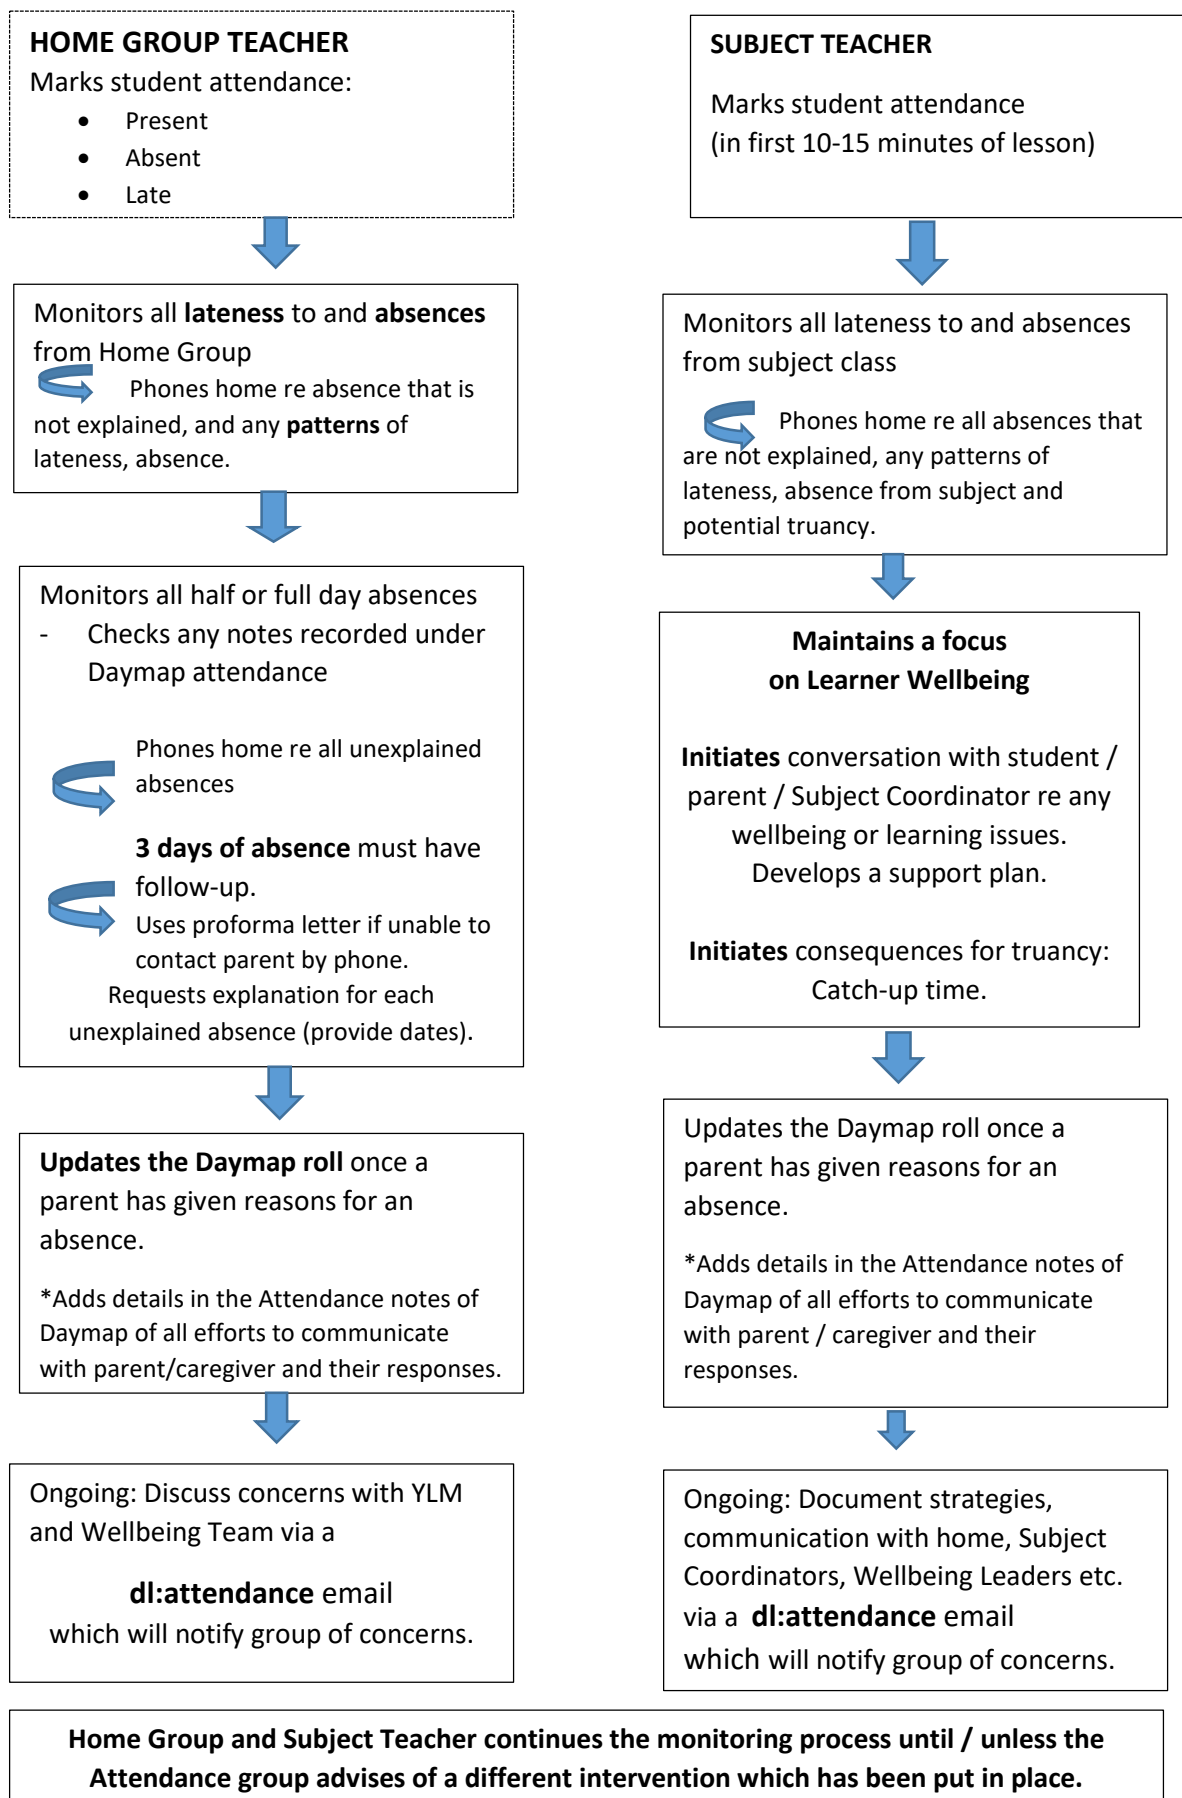 HOME GROUP TEACHER
Marks student attendance:
• Present
• Absent
• Late
Monitors all lateness to and absences
from Home Group
Phones home re absence that is
not explained, and any patterns of
lateness, absence.
Monitors all half or full day absences
- Checks any notes recorded under
Daymap attendance
Phones home re all unexplained
absences
3 days of absence must have
follow-up.
Uses proforma letter if unable to
contact parent by phone.
Requests explanation for each
unexplained absence (provide dates).
Updates the Daymap roll once a
parent has given reasons for an
absence.
*Adds details in the Attendance notes of
Daymap of all efforts to communicate
with parent/caregiver and their responses.
Ongoing: Discuss concerns with YLM
and Wellbeing Team via a
dl:attendance email
which will notify group of concerns.
SUBJECT TEACHER
Marks student attendance
(in first 10-15 minutes of lesson)
Monitors all lateness to and absences
from subject class
Phones home re all absences that
are not explained, any patterns of
lateness, absence from subject and
potential truancy.
Maintains a focus
on Learner Wellbeing
Initiates conversation with student /
parent / Subject Coordinator re any
wellbeing or learning issues.
Develops a support plan.
Initiates consequences for truancy:
Catch-up time.
Updates the Daymap roll once a
parent has given reasons for an
absence.
*Adds details in the Attendance notes of
Daymap of all efforts to communicate
with parent / caregiver and their
responses.
Ongoing: Document strategies,
communication with home, Subject
Coordinators, Wellbeing Leaders etc.
via a dl:attendance email
which will notify group of concerns.
Home Group and Subject Teacher continues the monitoring process until / unless the
Attendance group advises of a different intervention which has been put in place.